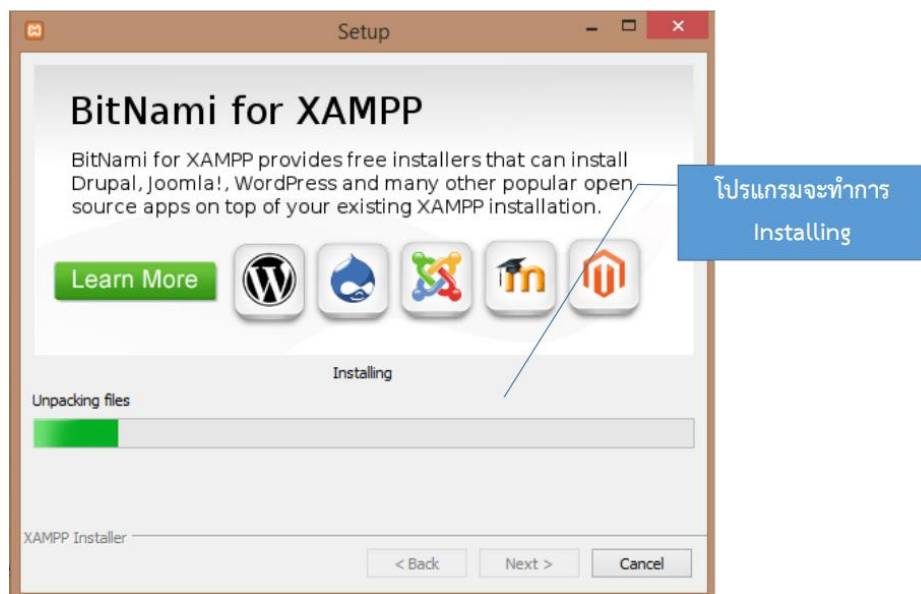 Setup
BitNami for XAMPP
BitNami for XAMPP provides free installers that can install
Drupal, Joomla!, WordPress and many other popular open
source apps on top of your existing XAMPP installation.
โปรแกรมจะทำการ
Installing
Learn More
Installing
Unpacking files
XAMPP Installer
< Back
Next >
Cancel